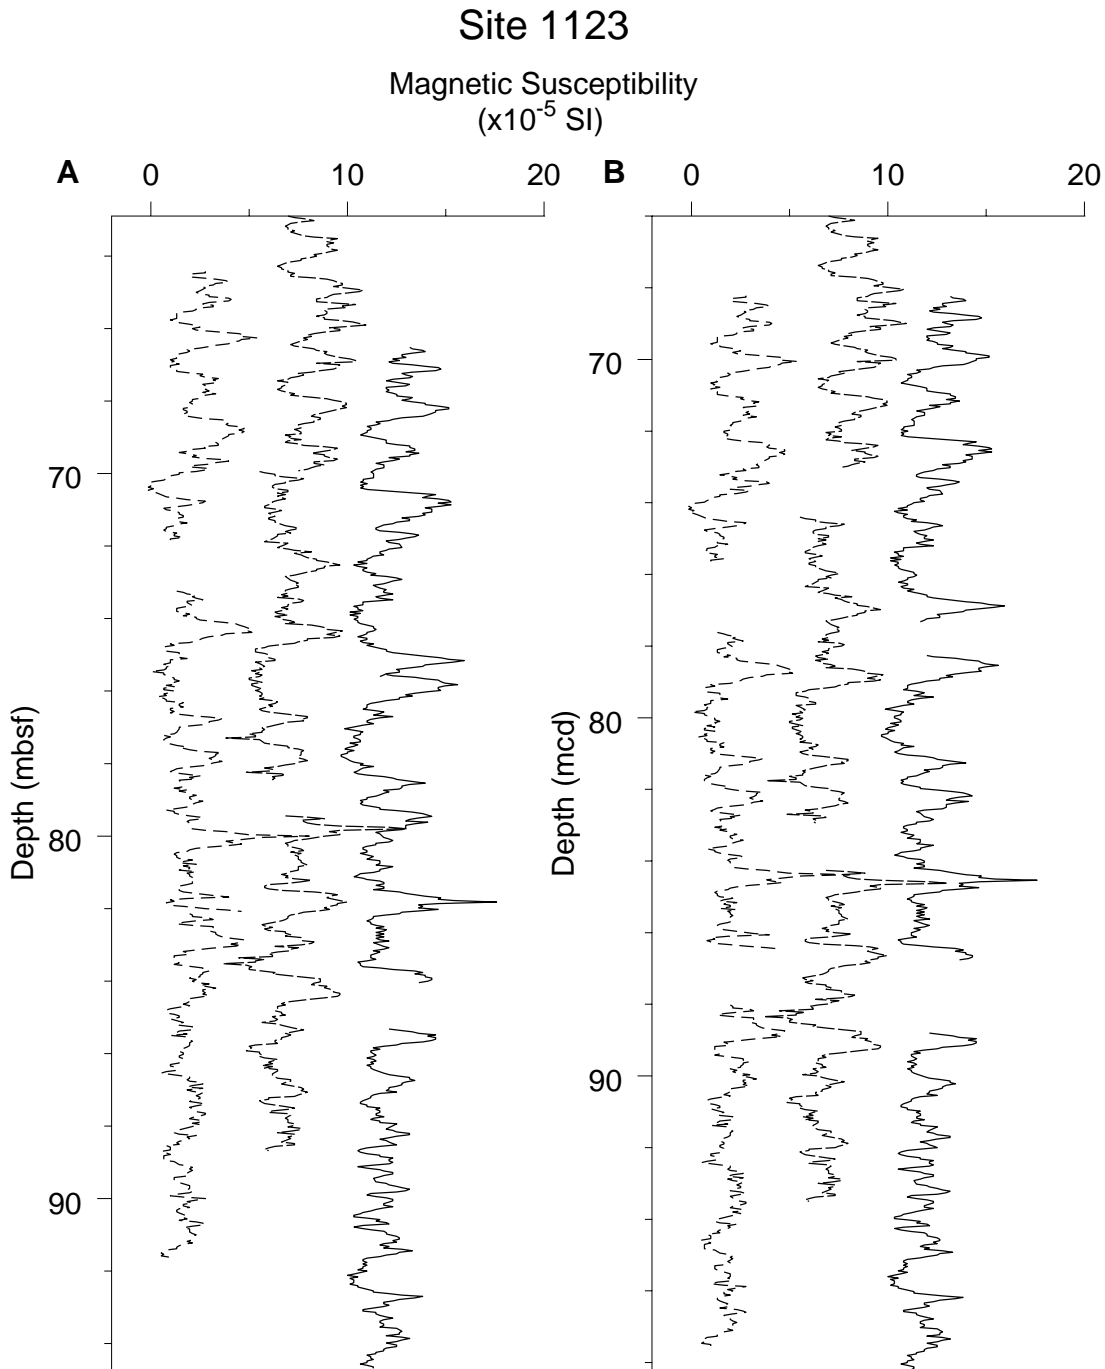 Site 1123
Magnetic Susceptibility
(x10⁻⁵ SI)
A 0 10 20 B 0 10 20
70
70
80
80
Depth (mbsf)
Depth (mcd)
90
90